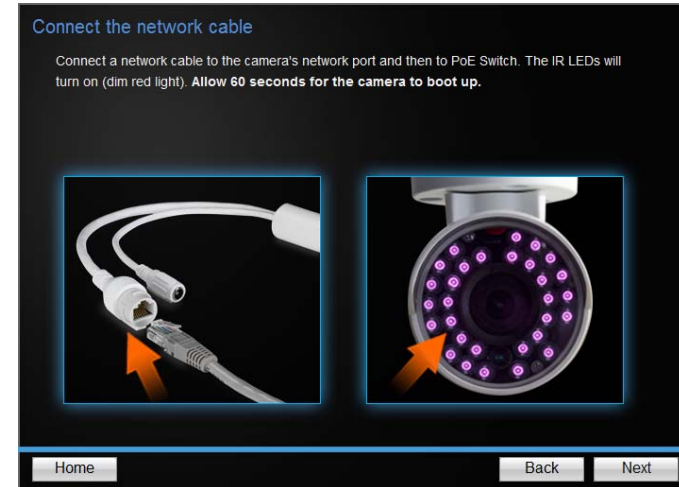 Connect the network cable
Connect a network cable to the camera's network port and then to PoE Switch. The IR LEDs will
turn on (dim red light). Allow 60 seconds for the camera to boot up.
Home
Back
Next